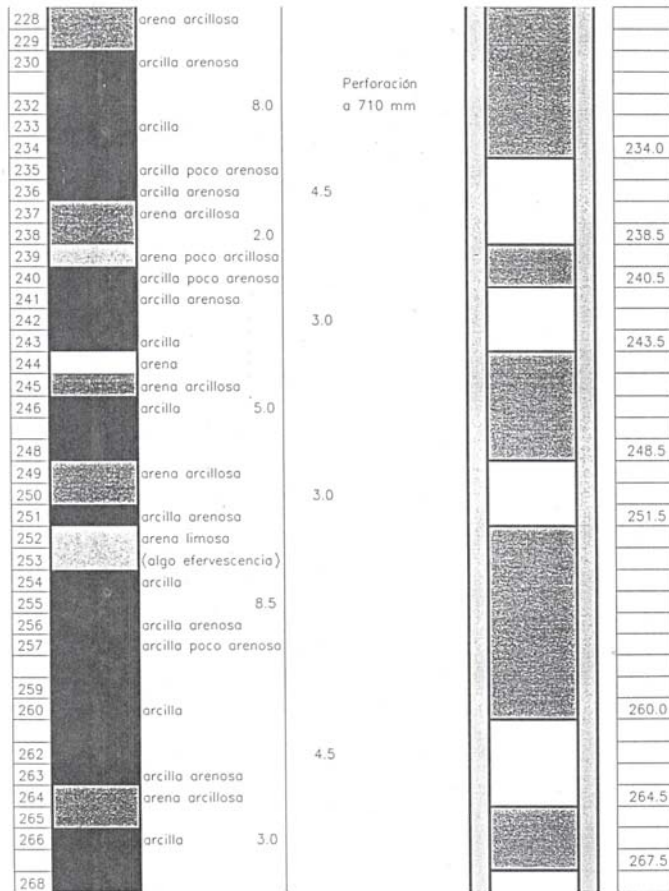 228 arena arcillosa
229
230 arcilla arenosa
Perforación
232 8.0 a 710 mm
233 arcilla
234 234.0
235 arcilla poco arenosa
236 arcilla arenosa 4.5
237 arena arcillosa
238 2.0 238.5
239 arena poco arcillosa
240 arcilla poco arenosa 240.5
241 arcilla arenosa
242 3.0
243 arcilla 243.5
244 arena
245 arena arcillosa
246 arcilla 5.0
248 248.5
249 arena arcillosa
250 3.0
251 arcilla arenosa 251.5
252 arena limosa
253 (algo efervescencia)
254 arcilla
255 8.5
256 arcilla arenosa
257 arcilla poco arenosa
259
260 arcilla 260.0
262 4.5
263 arcilla arenosa
264 arena arcillosa 264.5
265
266 arcilla 3.0
267.5
268